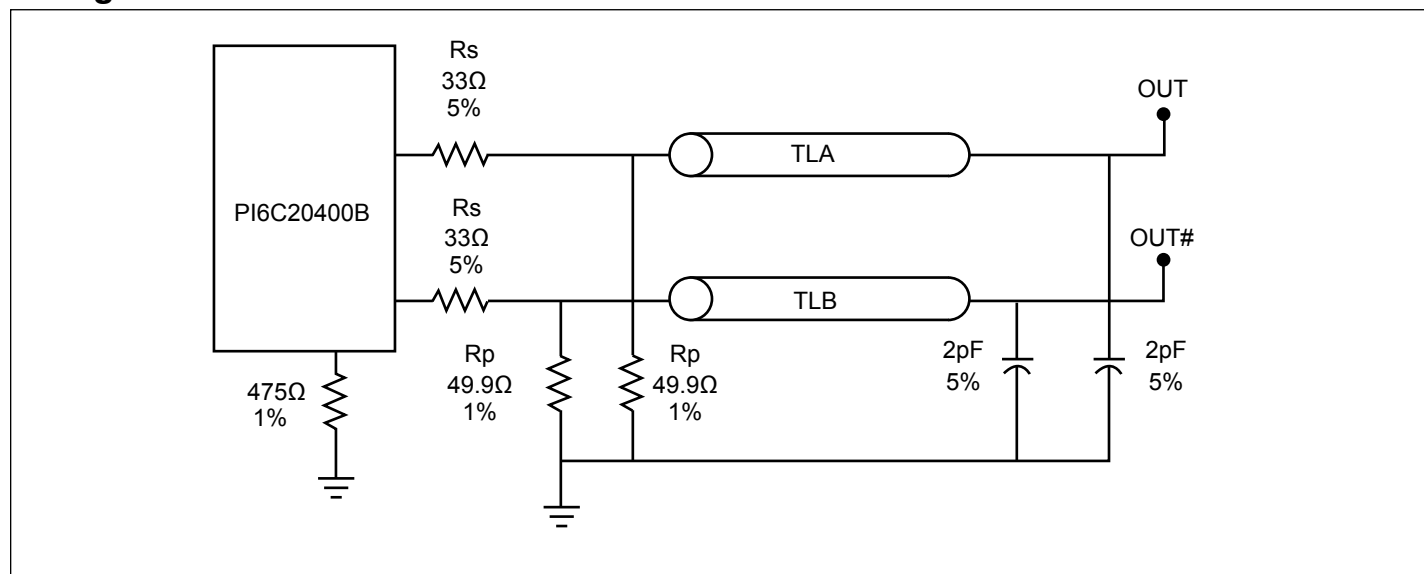 Rs
33Ω
5%
OUT
TLA
PI6C20400B
Rs
33Ω
5%
OUT#
TLB
Rp
49.9Ω
1%
Rp
49.9Ω
1%
2pF
5%
2pF
5%
475Ω
1%